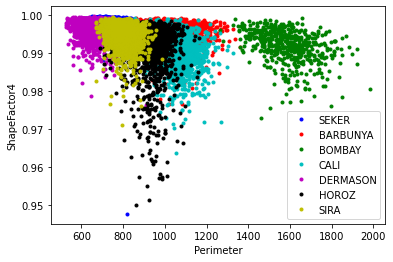 1.00
0.99
0.98
0.97
0.96
0.95
ShapeFactor4
SEKER
BARBUNYA
BOMBAY
CALI
DERMASON
HOROZ
SIRA
600 800 1000 1200 1400 1600 1800 2000
Perimeter